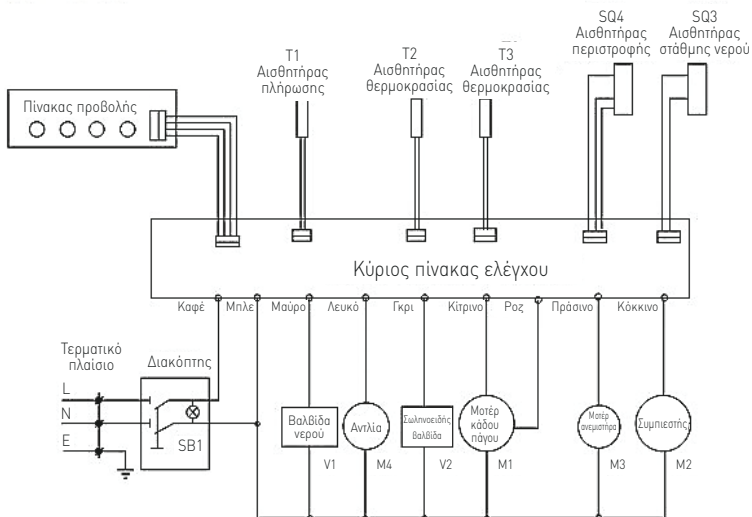 SQ4
Αισθητήρας
περιστροφής
SQ3
Αισθητήρας
στάθμης νερού
T1
Αισθητήρας
πλήρωσης
T2
Αισθητήρας
θερμοκρασίας
T3
Αισθητήρας
θερμοκρασίας
Πίνακας προβολής
Κύριος πίνακας ελέγχου
Καφέ
Μπλε
Μαύρο
Λευκό
Γκρι
Κίτρινο
Ροζ
Πράσινο
Κόκκινο
Τερματικό
πλαίσιο
Διακόπτης
L
N
E
SB1
Βαλβίδα
νερού
V1
Αντλία
M4
Σωληνοειδής
βαλβίδα
V2
Μοτέρ
κάδου
πάγου
M1
Μοτέρ
ανεμιστήρα
M3
Συμπιεστής
M2